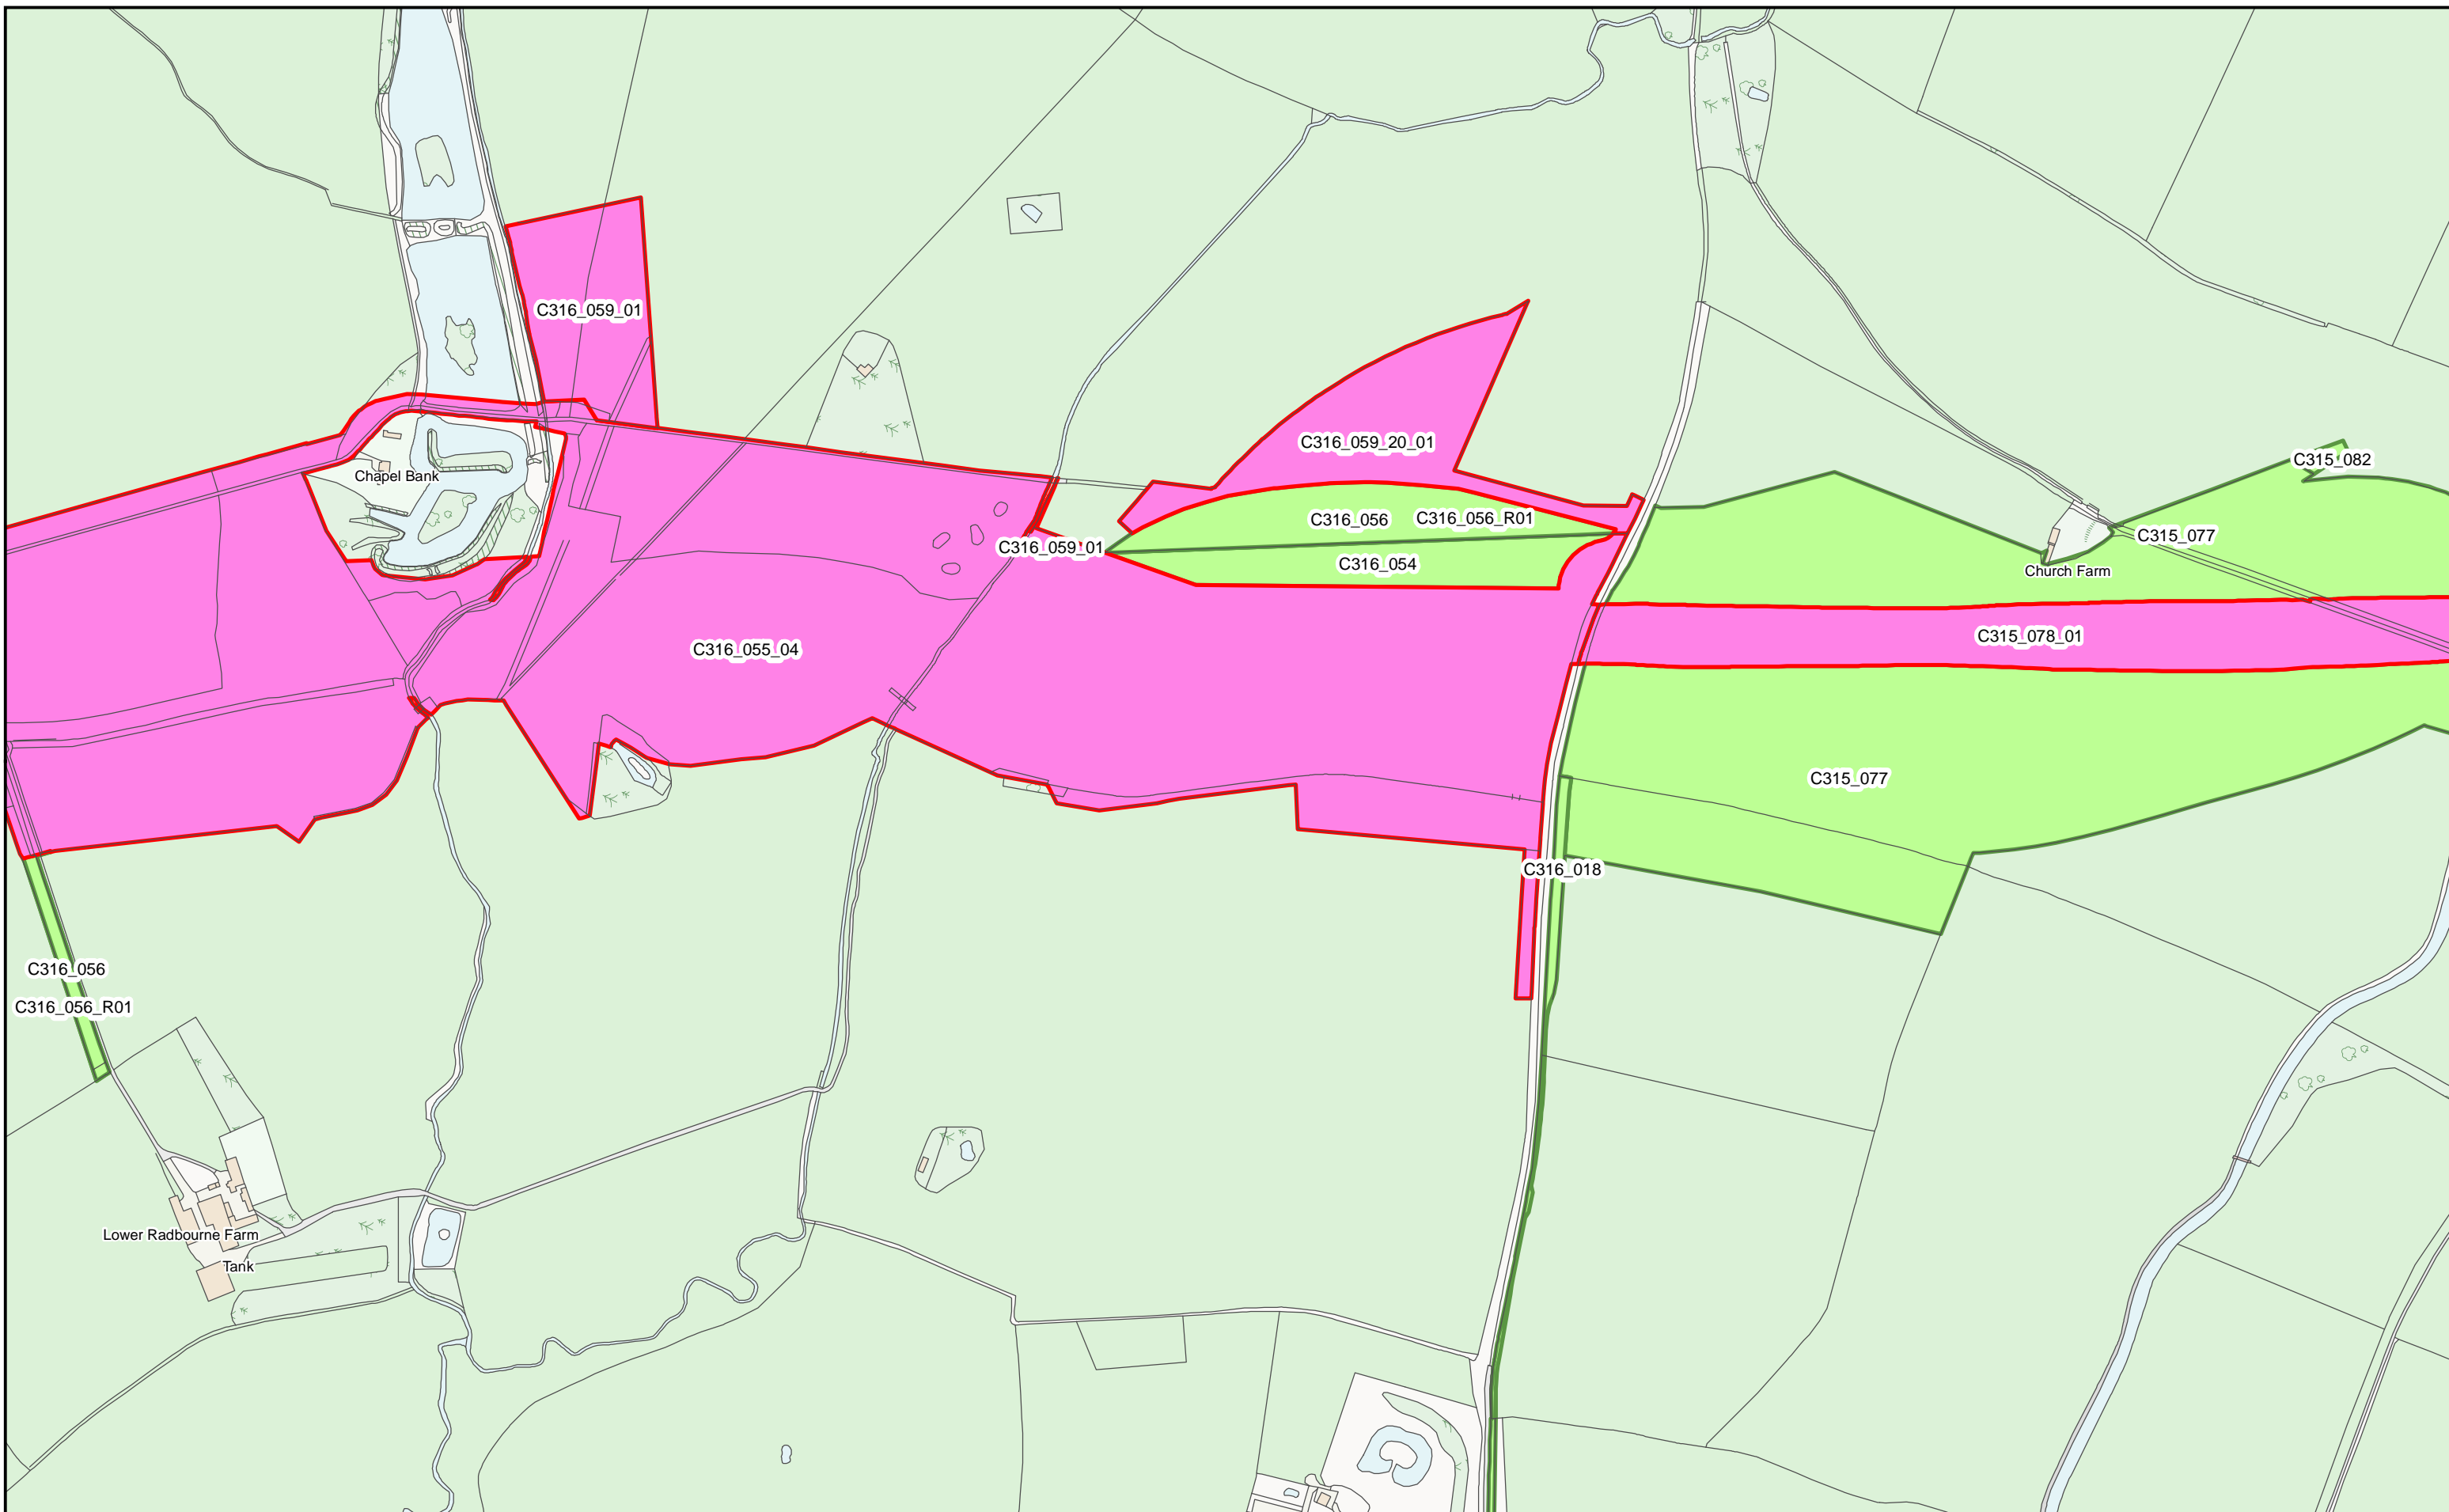 C316_059_01
C316_059_20_01
C315_082
Chapel Bank
C316_056
C316_056_R01
C315_077
C316_059_01
C316_054
Church Farm
C315_078_01
C316_055_04
C315_077
C316_018
C316_056
C316_056_R01
Lower Radbourne Farm
Tank